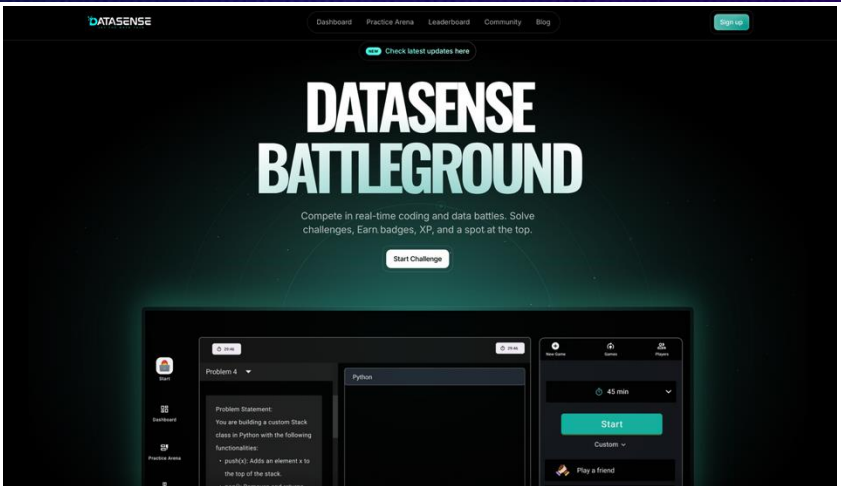 DATASENSE
Dashboard Practice Arena Leaderboard Community Blog
Sign up
NEW Check latest updates here
DATASENSE
BATTLEGROUND
Compete in real-time coding and data battles. Solve
challenges, Earn badges, XP, and a spot at the top.
Start Challenge
Start
Dashboard
Practice Arena
Problem 4
Problem Statement:
You are building a custom Stack
class in Python with the following
functionalities:
• push(x): Adds an element x to
the top of the stack.
Python
New Game Games Players
45 min
Start
Custom
Play a friend